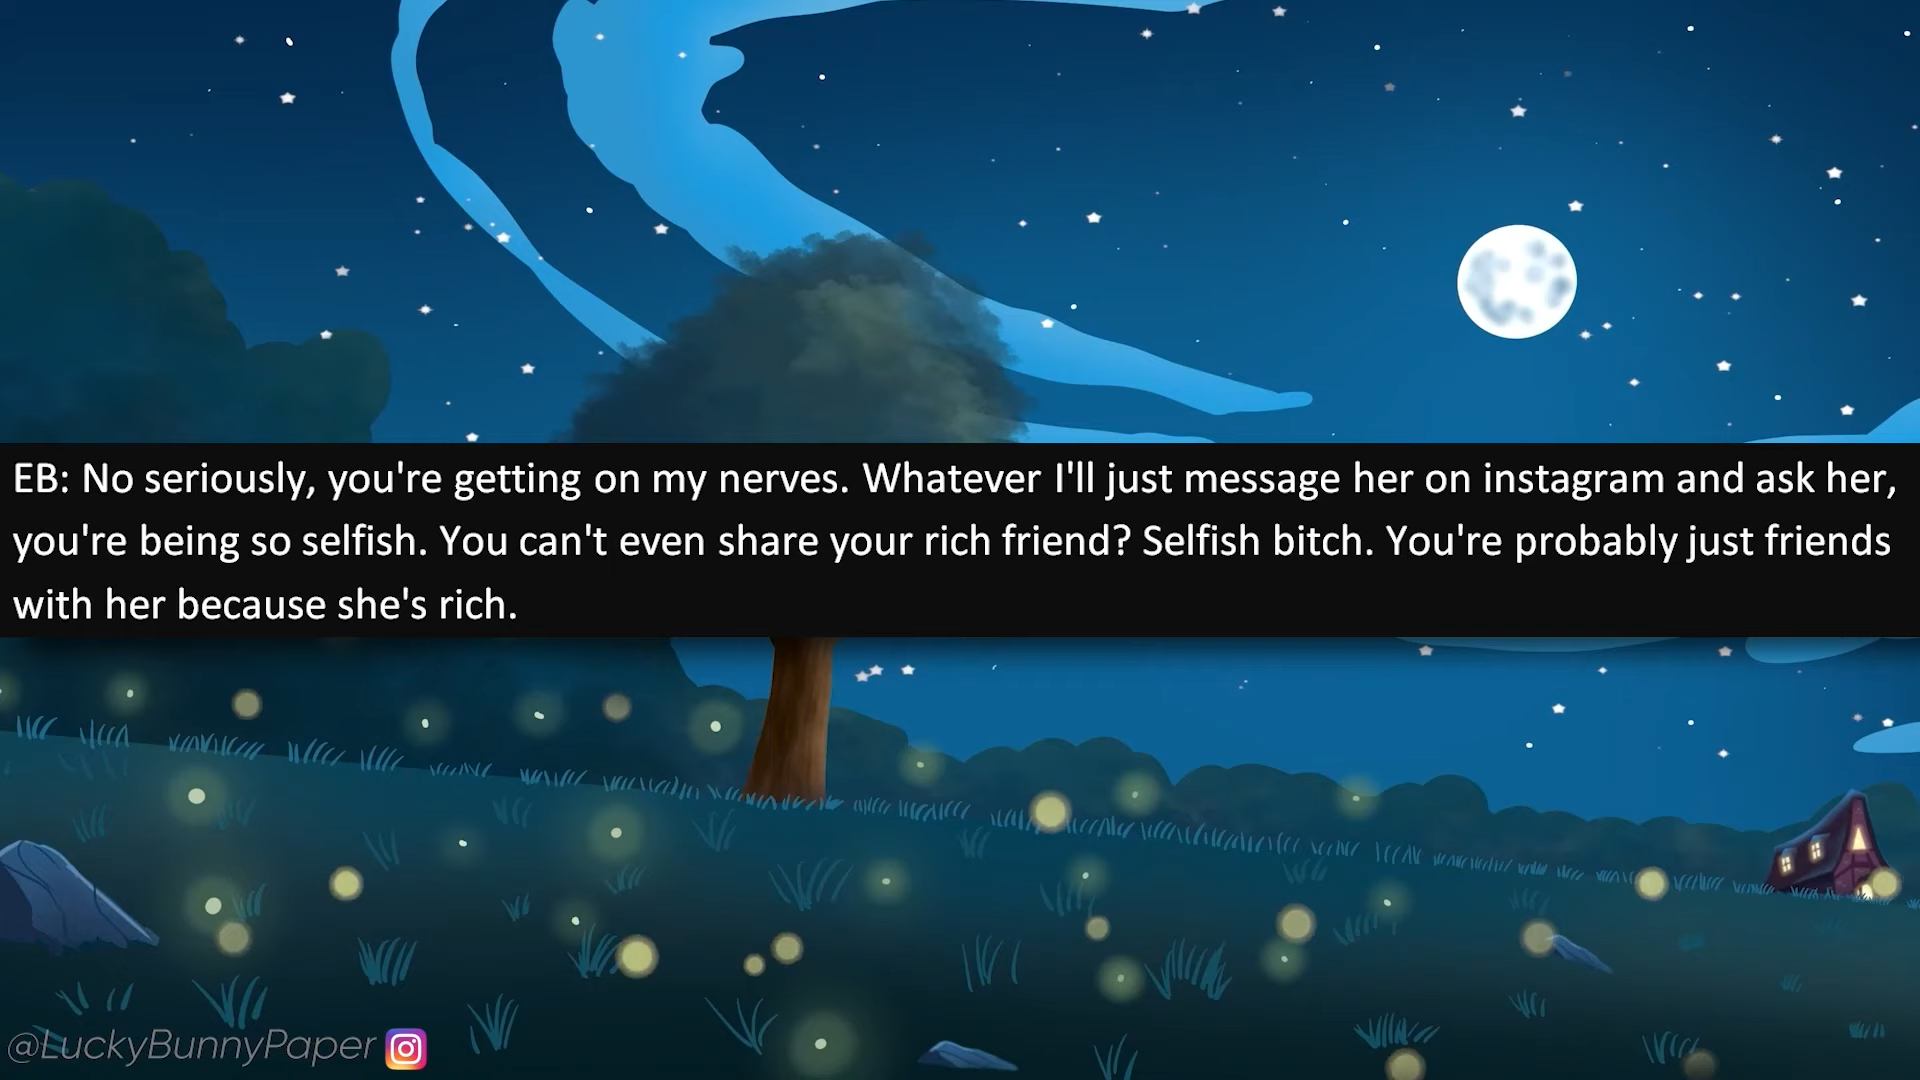 EB: No seriously, you're getting on my nerves. Whatever I'll just message her on instagram and ask her,
you're being so selfish. You can't even share your rich friend? Selfish bitch. You're probably just friends
with her because she's rich.
@LuckyBunnyPaper